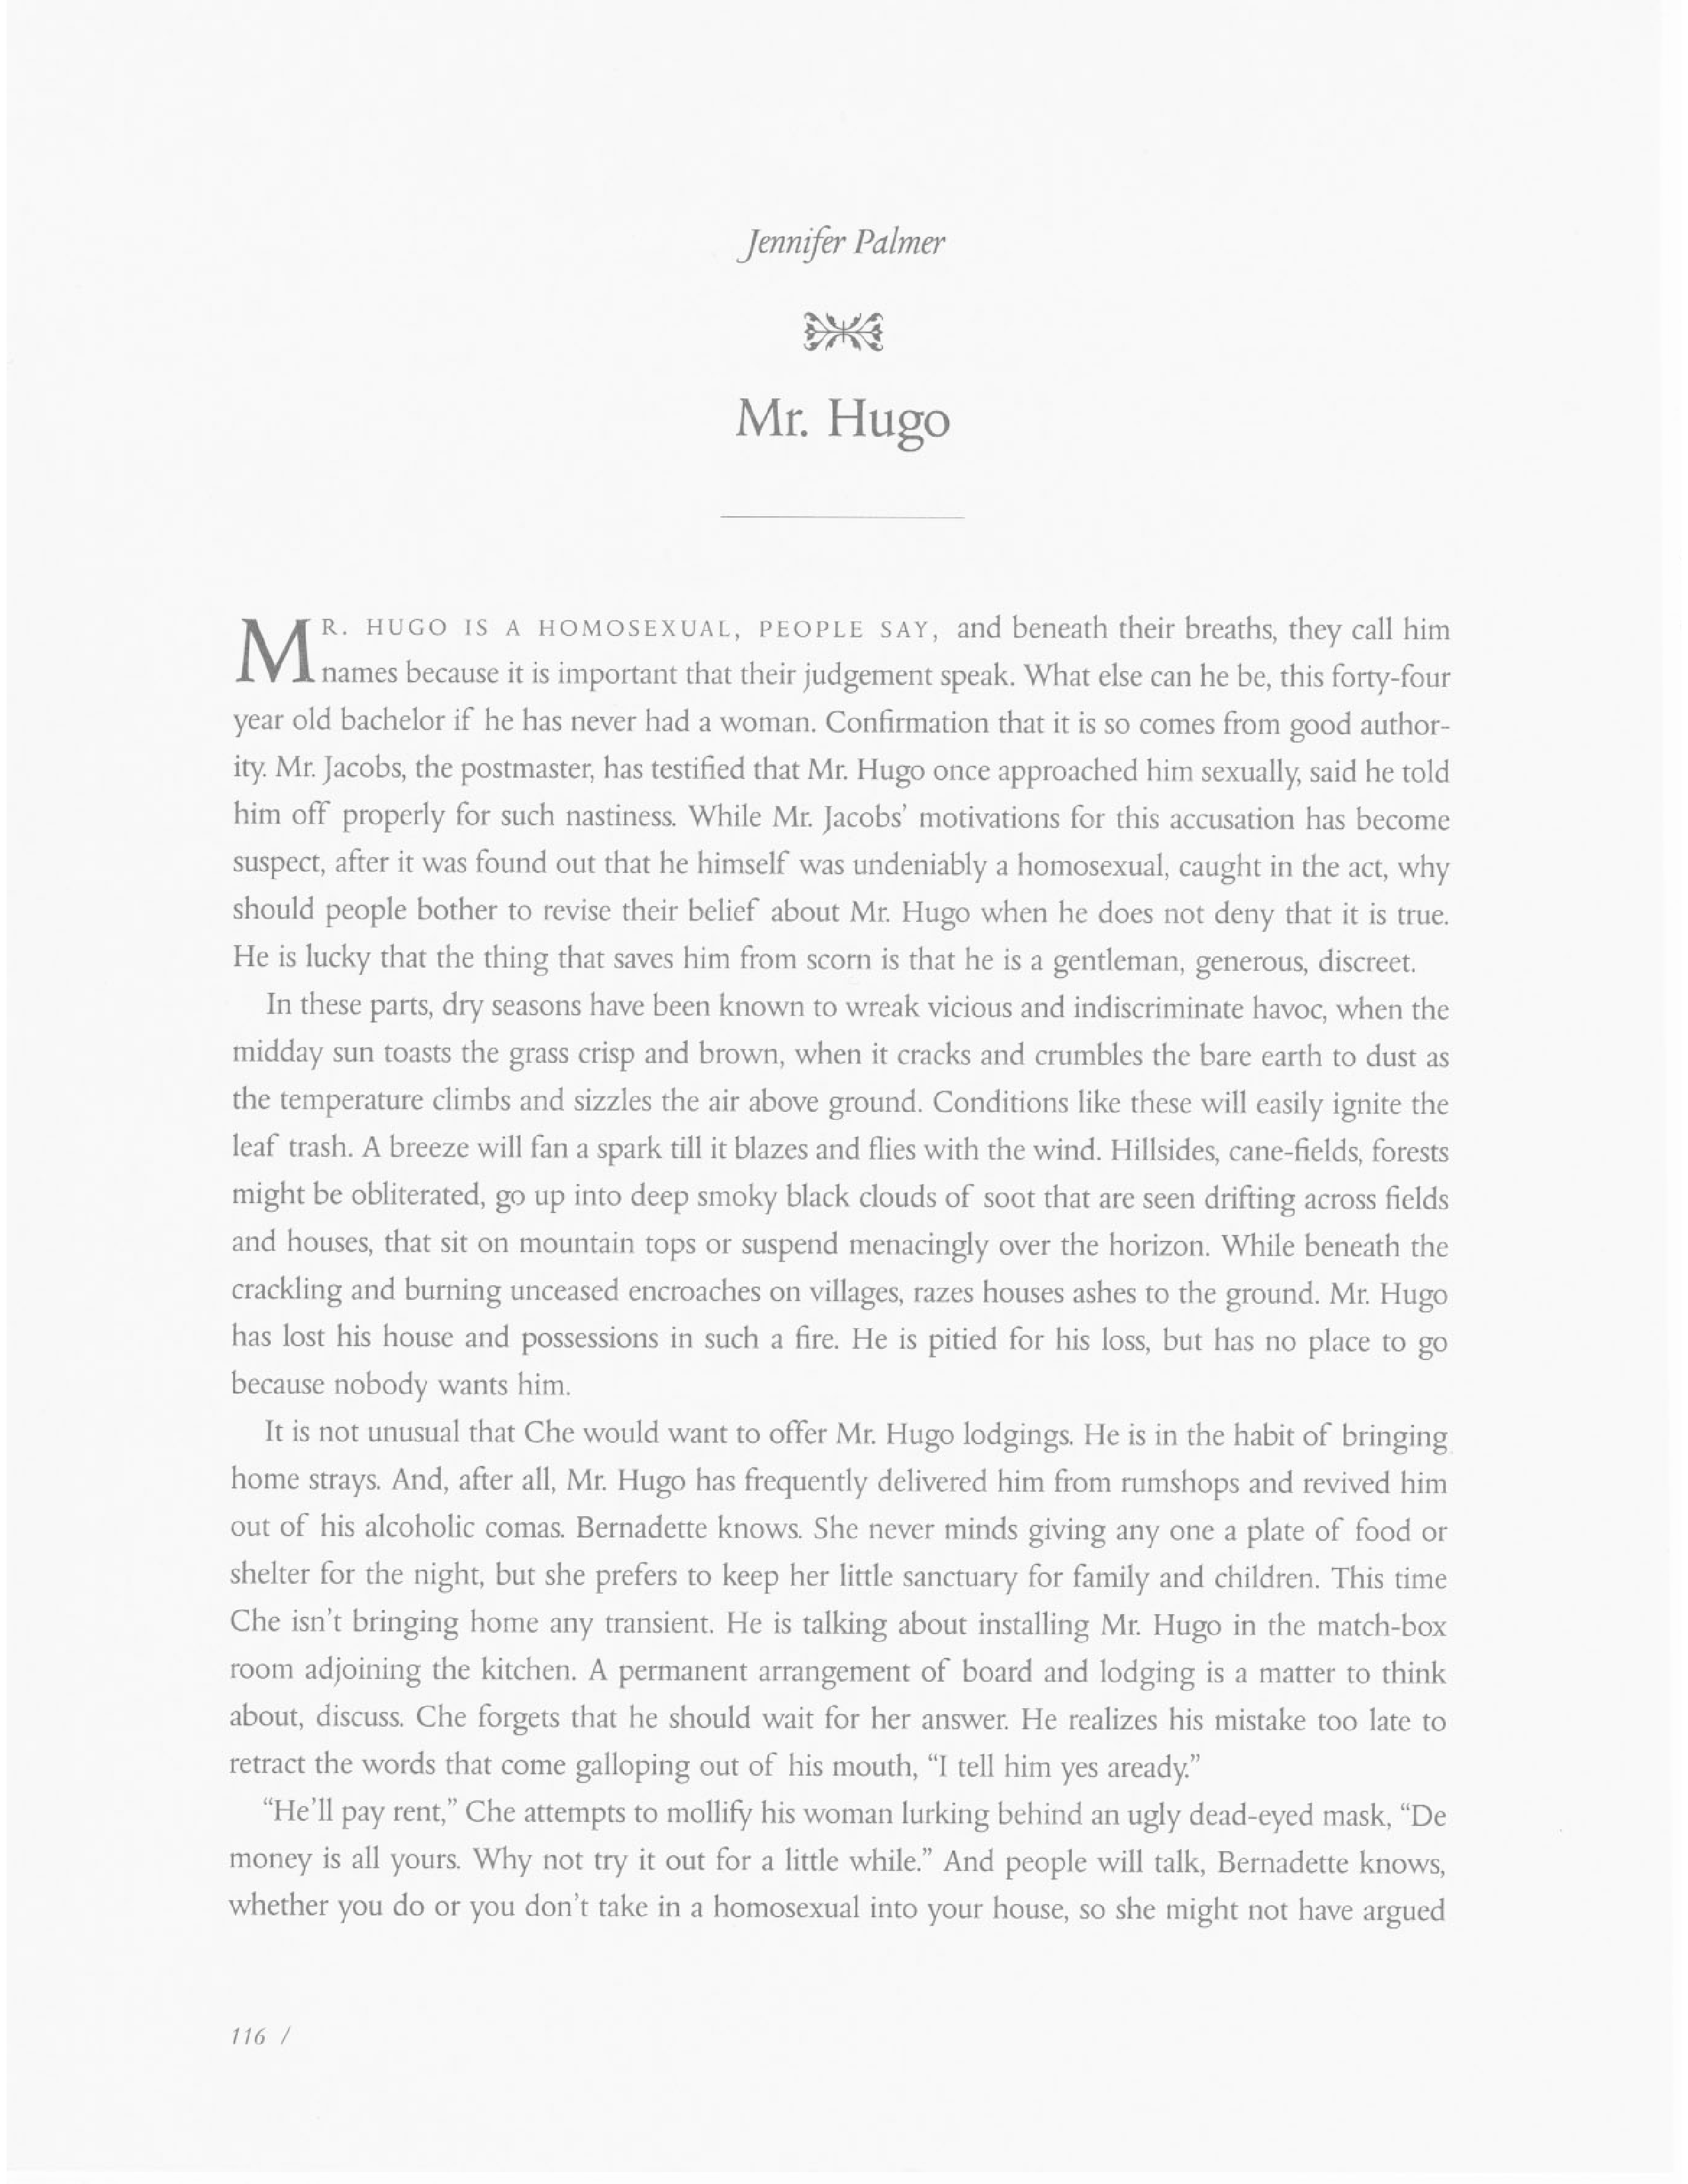 Jennifer Palmer
Mr. Hugo
MR. HUGO IS A HOMOSEXUAL, PEOPLE SAY, and beneath their breaths, they call him
names because it is important that their judgement speak. What else can he be, this forty-four
year old bachelor if he has never had a woman. Confirmation that it is so comes from good author-
ity. Mr. Jacobs, the postmaster, has testified that Mr. Hugo once approached him sexually, said he told
him off properly for such nastiness. While Mr. Jacobs' motivations for this accusation has become
suspect, after it was found out that he himself was undeniably a homosexual, caught in the act, why
should people bother to revise their belief about Mr. Hugo when he does not deny that it is true.
He is lucky that the thing that saves him from scorn is that he is a gentleman, generous, discreet.
In these parts, dry seasons have been known to wreak vicious and indiscriminate havoc, when the
midday sun toasts the grass crisp and brown, when it cracks and crumbles the bare earth to dust as
the temperature climbs and sizzles the air above ground. Conditions like these will easily ignite the
leaf trash. A breeze will fan a spark till it blazes and flies with the wind. Hillsides, cane-fields, forests
might be obliterated, go up into deep smoky black clouds of soot that are seen drifting across fields
and houses, that sit on mountain tops or suspend menacingly over the horizon. While beneath the
crackling and burning unceased encroaches on villages, razes houses ashes to the ground. Mr. Hugo
has lost his house and possessions in such a fire. He is pitied for his loss, but has no place to go
because nobody wants him.
It is not unusual that Che would want to offer Mr. Hugo lodgings. He is in the habit of bringing
home strays. And, after all, Mr. Hugo has frequently delivered him from rumshops and revived him
out of his alcoholic comas. Bernadette knows. She never minds giving any one a plate of food or
shelter for the night, but she prefers to keep her little sanctuary for family and children. This time
Che isn't bringing home any transient. He is talking about installing Mr. Hugo in the match-box
room adjoining the kitchen. A permanent arrangement of board and lodging is a matter to think
about, discuss. Che forgets that he should wait for her answer. He realizes his mistake too late to
retract the words that come galloping out of his mouth, "I tell him yes aready."
"He'll pay rent," Che attempts to mollify his woman lurking behind an ugly dead-eyed mask, "De
money is all yours. Why not try it out for a little while." And people will talk, Bernadette knows,
whether you do or you don't take in a homosexual into your house, so she might not have argued
116 /